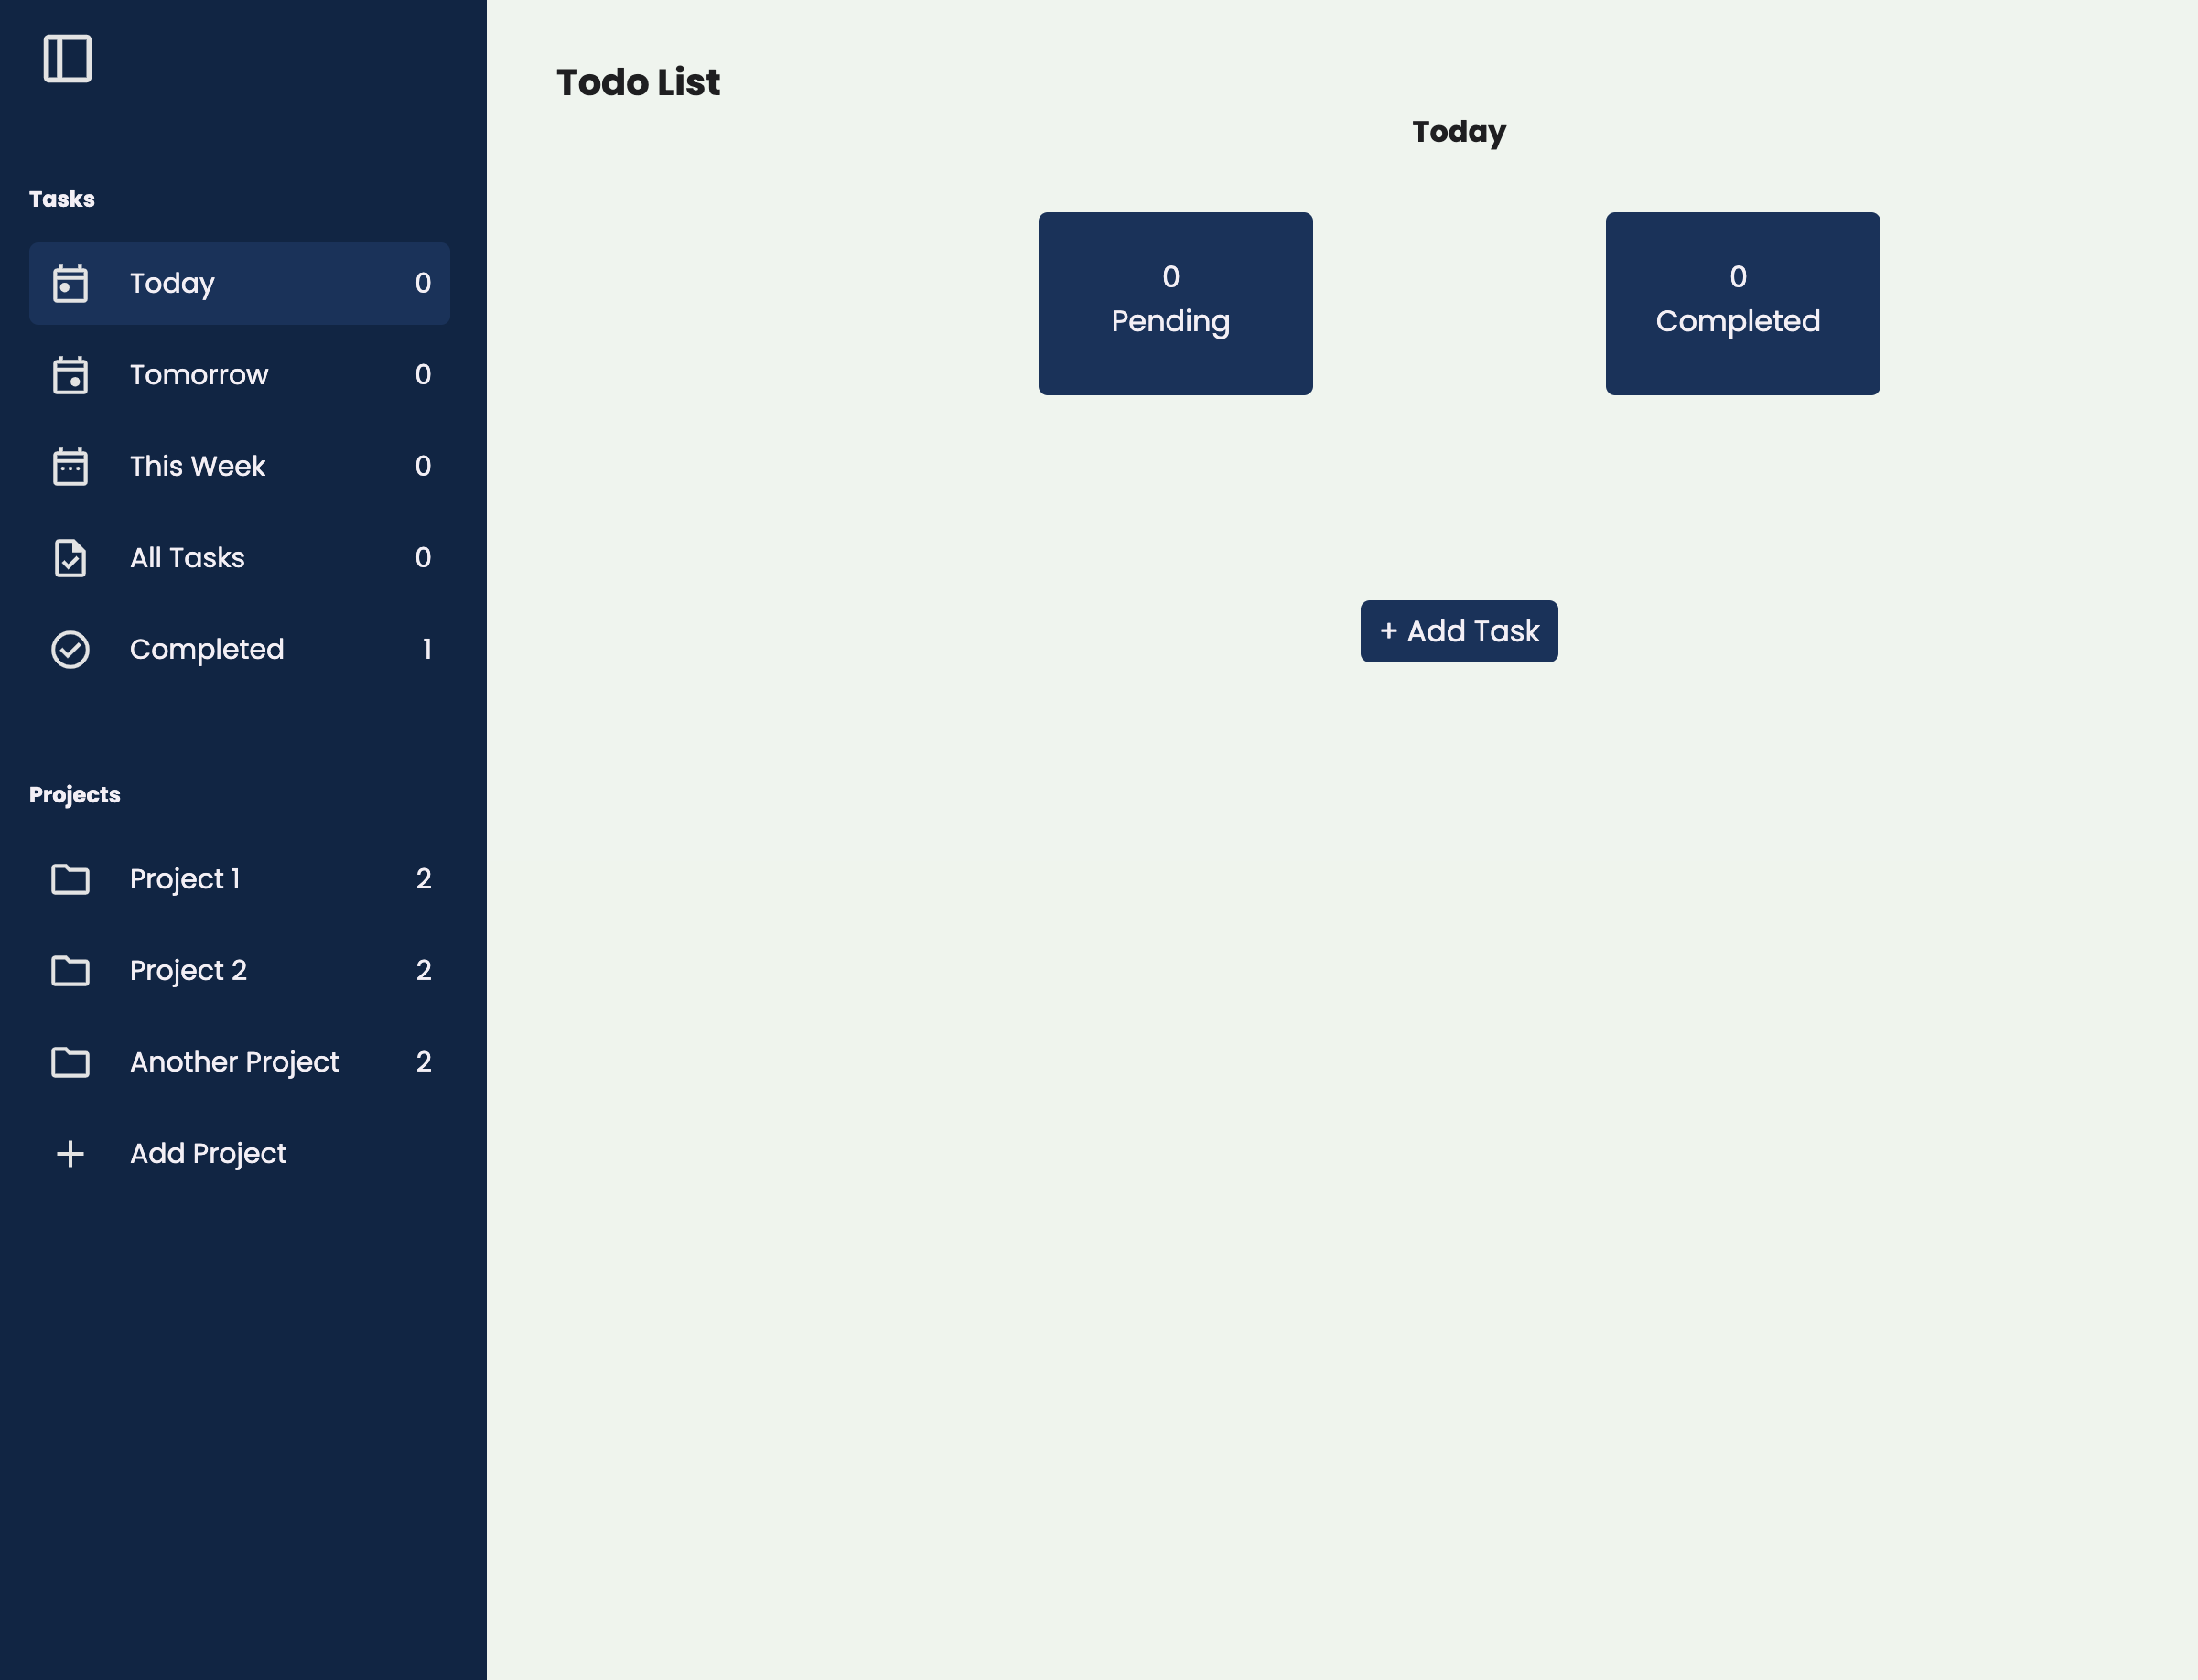 Tasks
Today 0
Tomorrow 0
This Week 0
All Tasks 0
Completed 1
Projects
Project 1 2
Project 2 2
Another Project 2
Add Project
Todo List
Today
0
Pending
0
Completed
+ Add Task